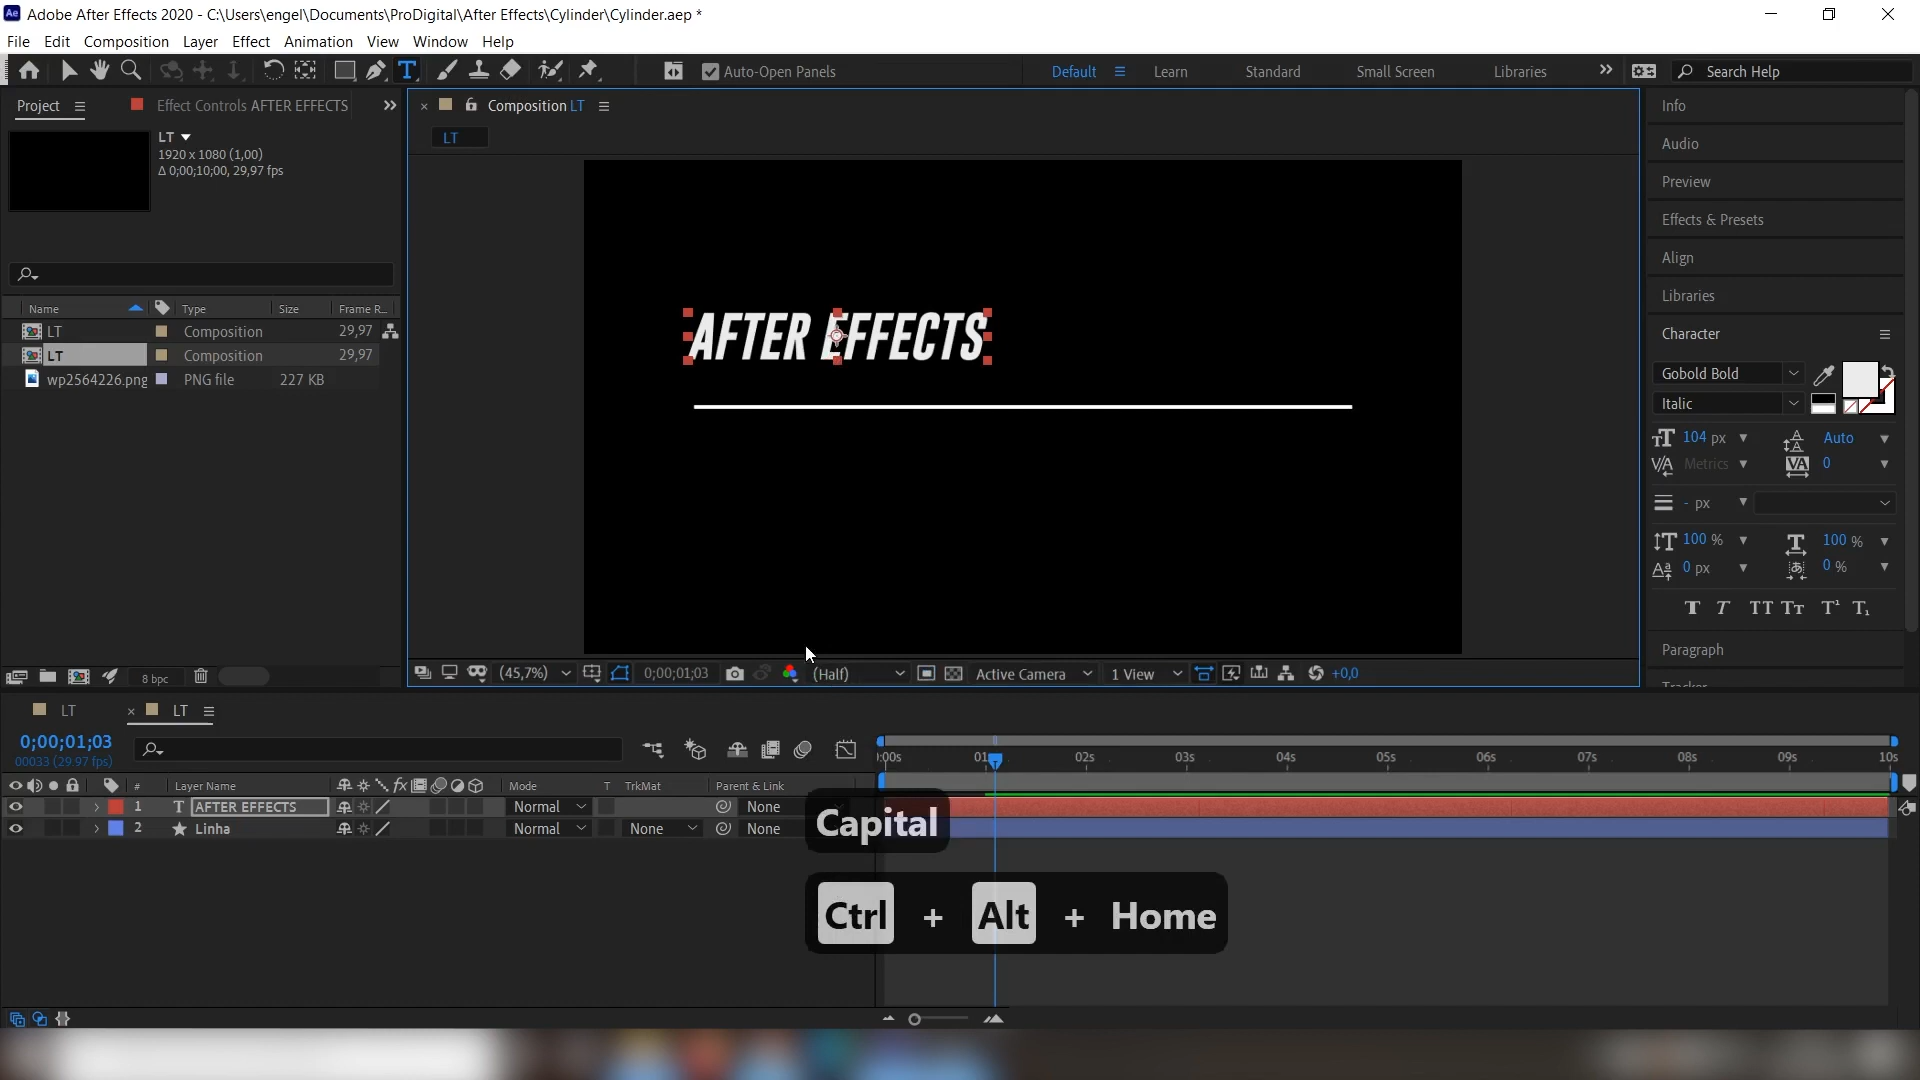 Adobe After Effects 2020 - C:\Users\engel\Documents\ProDigital\After Effects\Cylinder\Cylinder.aep *
File Edit Composition Layer Effect Animation View Window Help
Auto-Open Panels
Default Learn Standard Small Screen Libraries Search Help
Project Effect Controls AFTER EFFECTS
LT
1920 x 1080 (1,00)
Δ 0;00;10;00, 29,97 fps
Name Type Size Frame R...
LT Composition 29,97
LT Composition 29,97
wp2564226.png PNG file 227 KB
8 bpc
Composition LT
LT
AFTER EFFECTS
(45,7%) 0;00;01;03 (Half) Active Camera 1 View +0,0
Info
Audio
Preview
Effects & Presets
Align
Libraries
Character
Gobold Bold
Italic
104 px Auto
Metrics 0
- px
100 % 100 %
0 px 0 %
T T TT Tt T¹ T₁
Paragraph
LT LT
0;00;01;03
00033 (29.97 fps)
:00s 01 02s 03s 04s 05s 06s 07s 08s 09s 10s
# Layer Name Mode T TrkMat Parent & Link
1 T AFTER EFFECTS Normal None
2 Linha Normal None None
Capital
Ctrl + Alt + Home